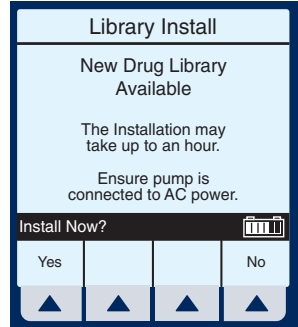 Library Install
New Drug Library
Available
The Installation may
take up to an hour.
Ensure pump is
connected to AC power.
Install Now?
Yes
No